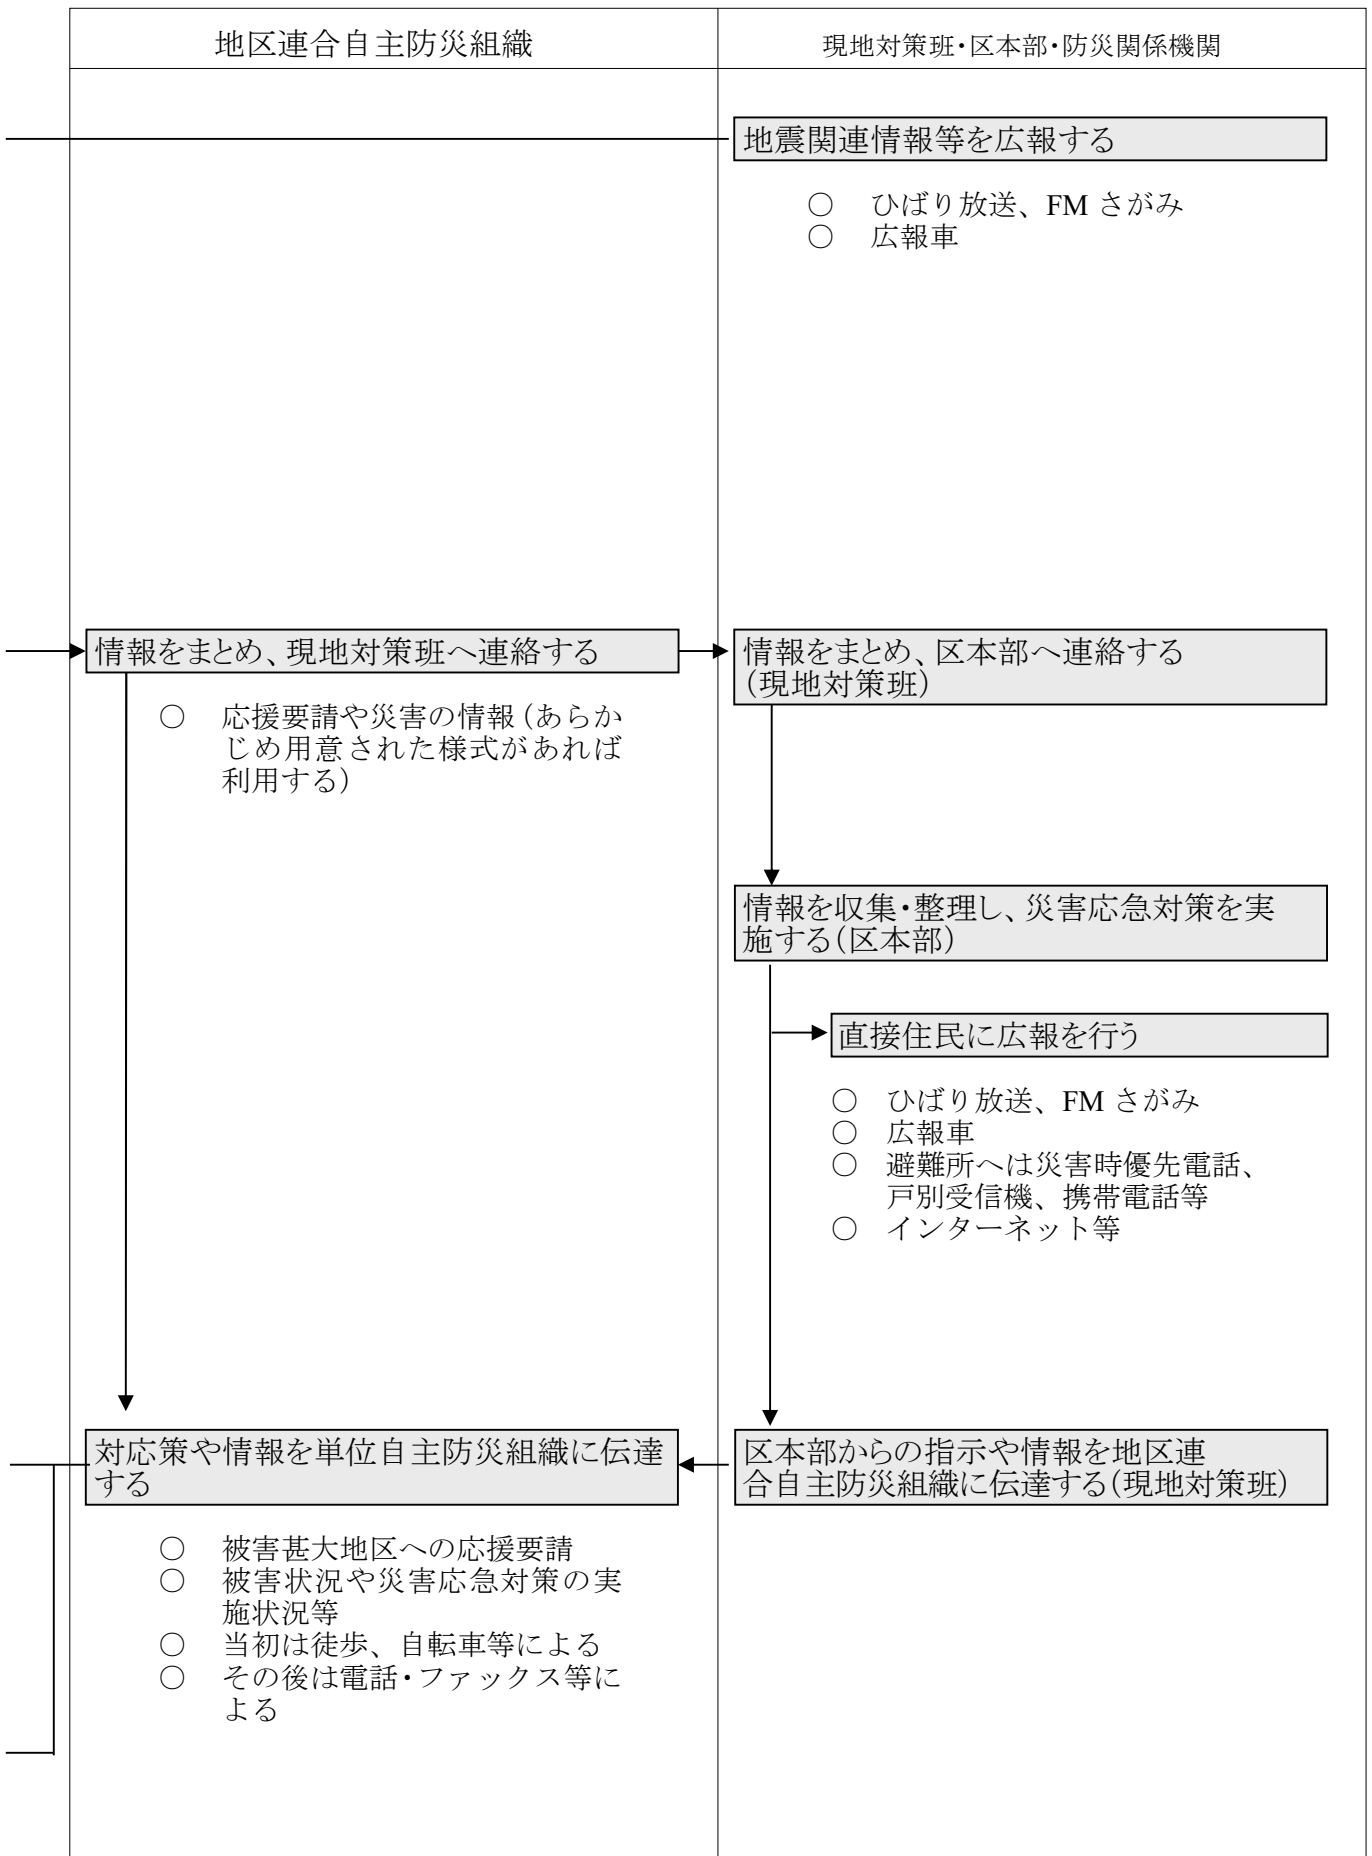 地区連合自主防災組織
現地対策班・区本部・防災関係機関
地震関連情報等を広報する
○ ひばり放送、FM さがみ
○ 広報車
情報をまとめ、現地対策班へ連絡する
○ 応援要請や災害の情報（あらか
じめ用意された様式があれば
利用する）
情報をまとめ、区本部へ連絡する
（現地対策班）
情報を収集・整理し、災害応急対策を実
施する（区本部）
直接住民に広報を行う
○ ひばり放送、FM さがみ
○ 広報車
○ 避難所へは災害時優先電話、
戸別受信機、携帯電話等
○ インターネット等
対応策や情報を単位自主防災組織に伝達
する
○ 被害甚大地区への応援要請
○ 被害状況や災害応急対策の実
施状況等
○ 当初は徒歩、自転車等による
○ その後は電話・ファックス等に
よる
区本部からの指示や情報を地区連
合自主防災組織に伝達する（現地対策班）